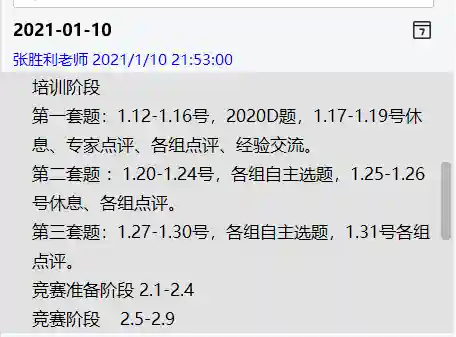 2021-01-10
7
张胜利老师 2021/1/10 21:53:00
培训阶段
第一套题：1.12-1.16号，2020D题，1.17-1.19号休
息、专家点评、各组点评、经验交流。
第二套题 ：1.20-1.24号，各组自主选题，1.25-1.26
号休息、各组点评。
第三套题：1.27-1.30号，各组自主选题，1.31号各组
点评。
竞赛准备阶段 2.1-2.4
竞赛阶段 2.5-2.9